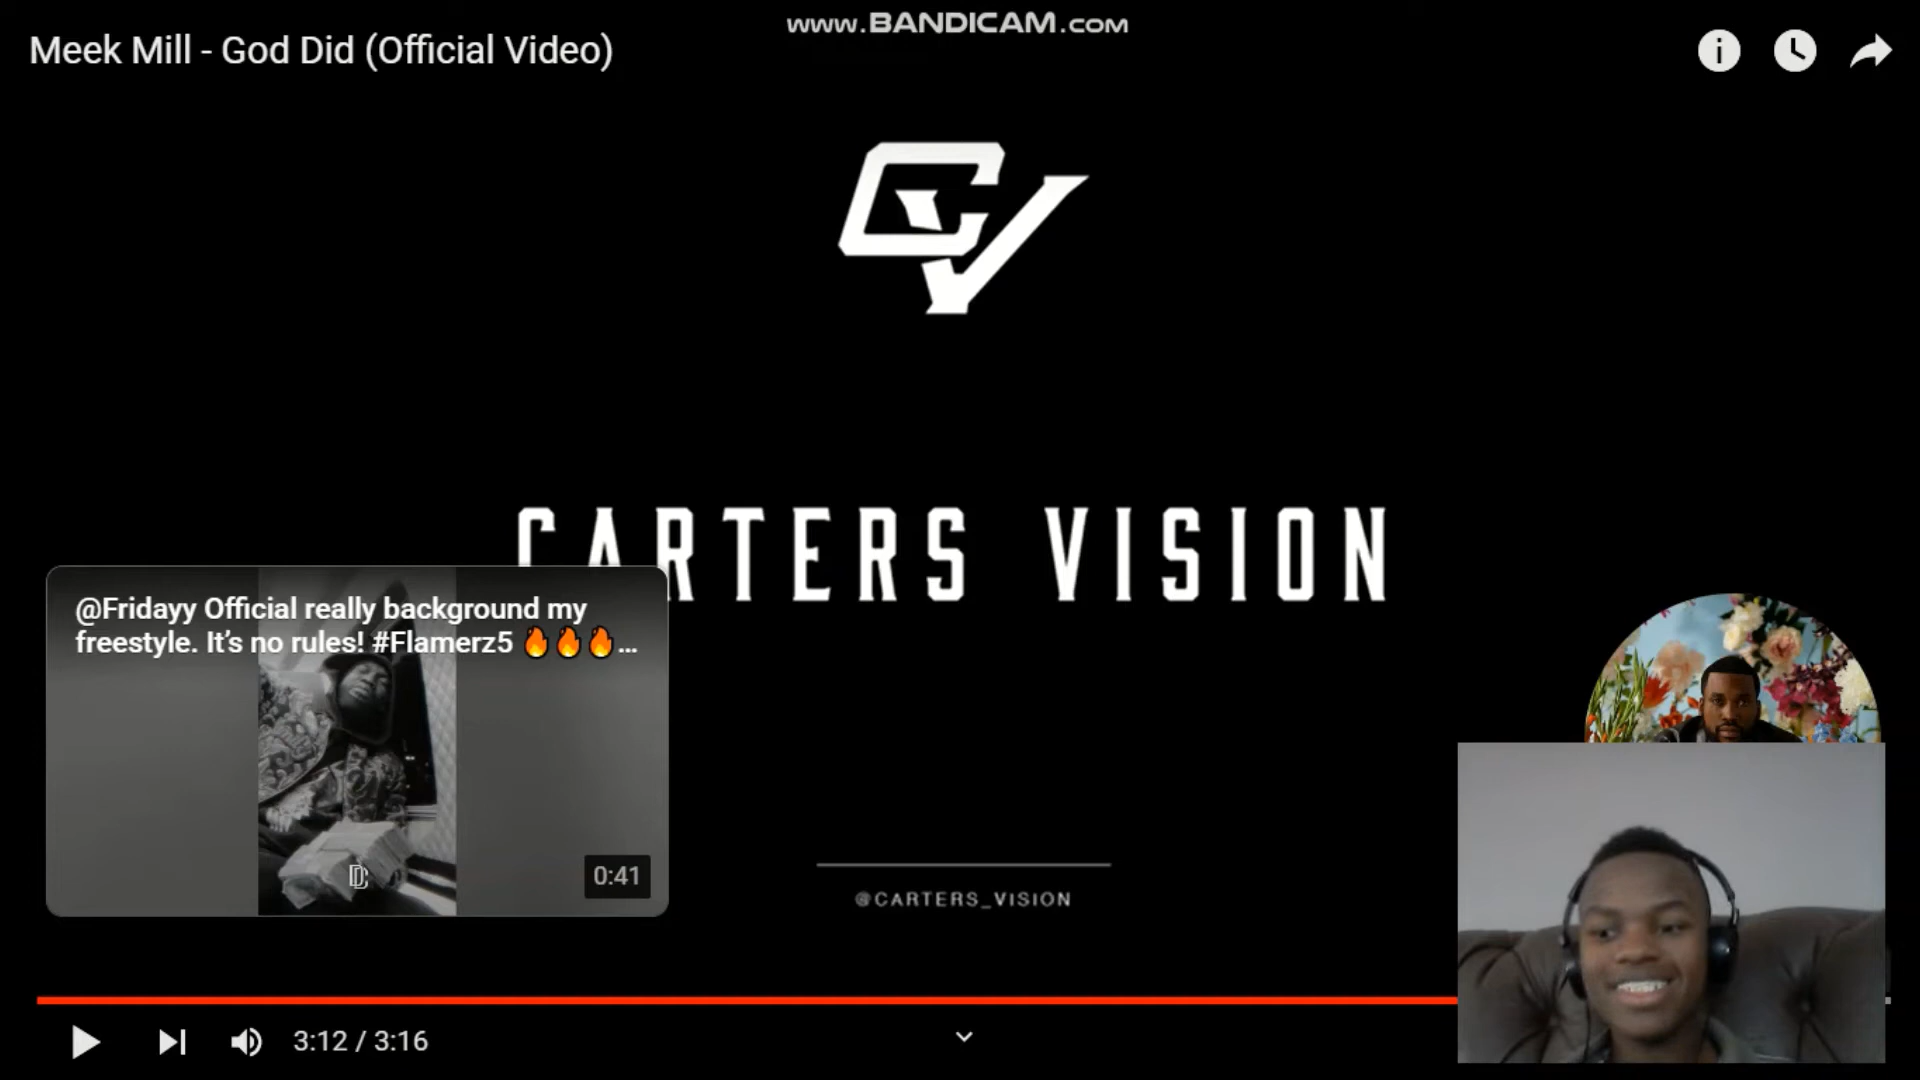 www.BANDICAM.com
Meek Mill - God Did (Official Video)
CV
CARTERS VISION
@Fridayy Official really background my
freestyle. It's no rules! #Flamerz5 🔥🔥🔥...
0:41
@CARTERS_VISION
3:12 / 3:16